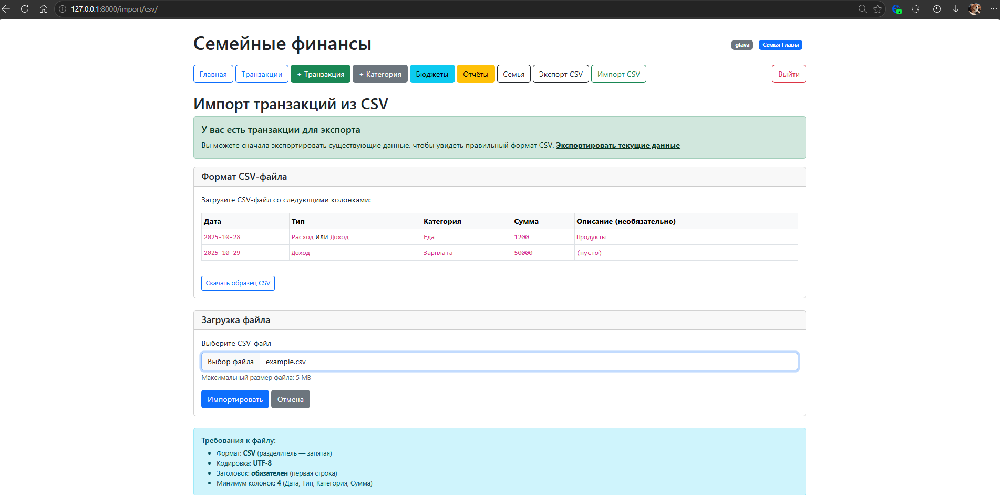 127.0.0.1:8000/import/csv/
Семейные финансы
glava Семья Главы
Главная Транзакции + Транзакция + Категория Бюджеты Отчёты Семья Экспорт CSV Импорт CSV Выйти
Импорт транзакций из CSV
У вас есть транзакции для экспорта
Вы можете сначала экспортировать существующие данные, чтобы увидеть правильный формат CSV. Экспортировать текущие данные
Формат CSV-файла
Загрузите CSV-файл со следующими колонками:
Дата Тип Категория Сумма Описание (необязательно)
2025-10-28 Расход или Доход Еда 1200 Продукты
2025-10-29 Доход Зарплата 50000 (пусто)
Скачать образец CSV
Загрузка файла
Выберите CSV-файл
Выбор файла example.csv
Максимальный размер файла: 5 MB
Импортировать Отмена
Требования к файлу:
Формат: CSV (разделитель — запятая)
Кодировка: UTF-8
Заголовок: обязателен (первая строка)
Минимум колонок: 4 (Дата, Тип, Категория, Сумма)